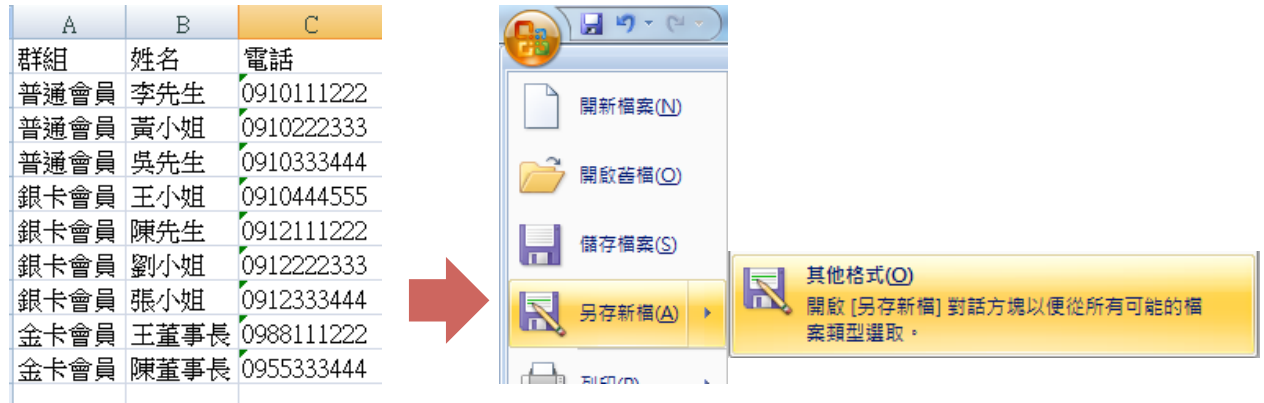 A B C
群組 姓名 電話
普通會員 李先生 0910111222
普通會員 黃小姐 0910222333
普通會員 吳先生 0910333444
銀卡會員 王小姐 0910444555
銀卡會員 陳先生 0912111222
銀卡會員 劉小姐 0912222333
銀卡會員 張小姐 0912333444
金卡會員 王董事長 0988111222
金卡會員 陳董事長 0955333444
開新檔案(N)
開啟舊檔(O)
儲存檔案(S)
另存新檔(A)
列印(P)
其他格式(O)
開啟 [另存新檔] 對話方塊以便從所有可能的檔
案類型選取。